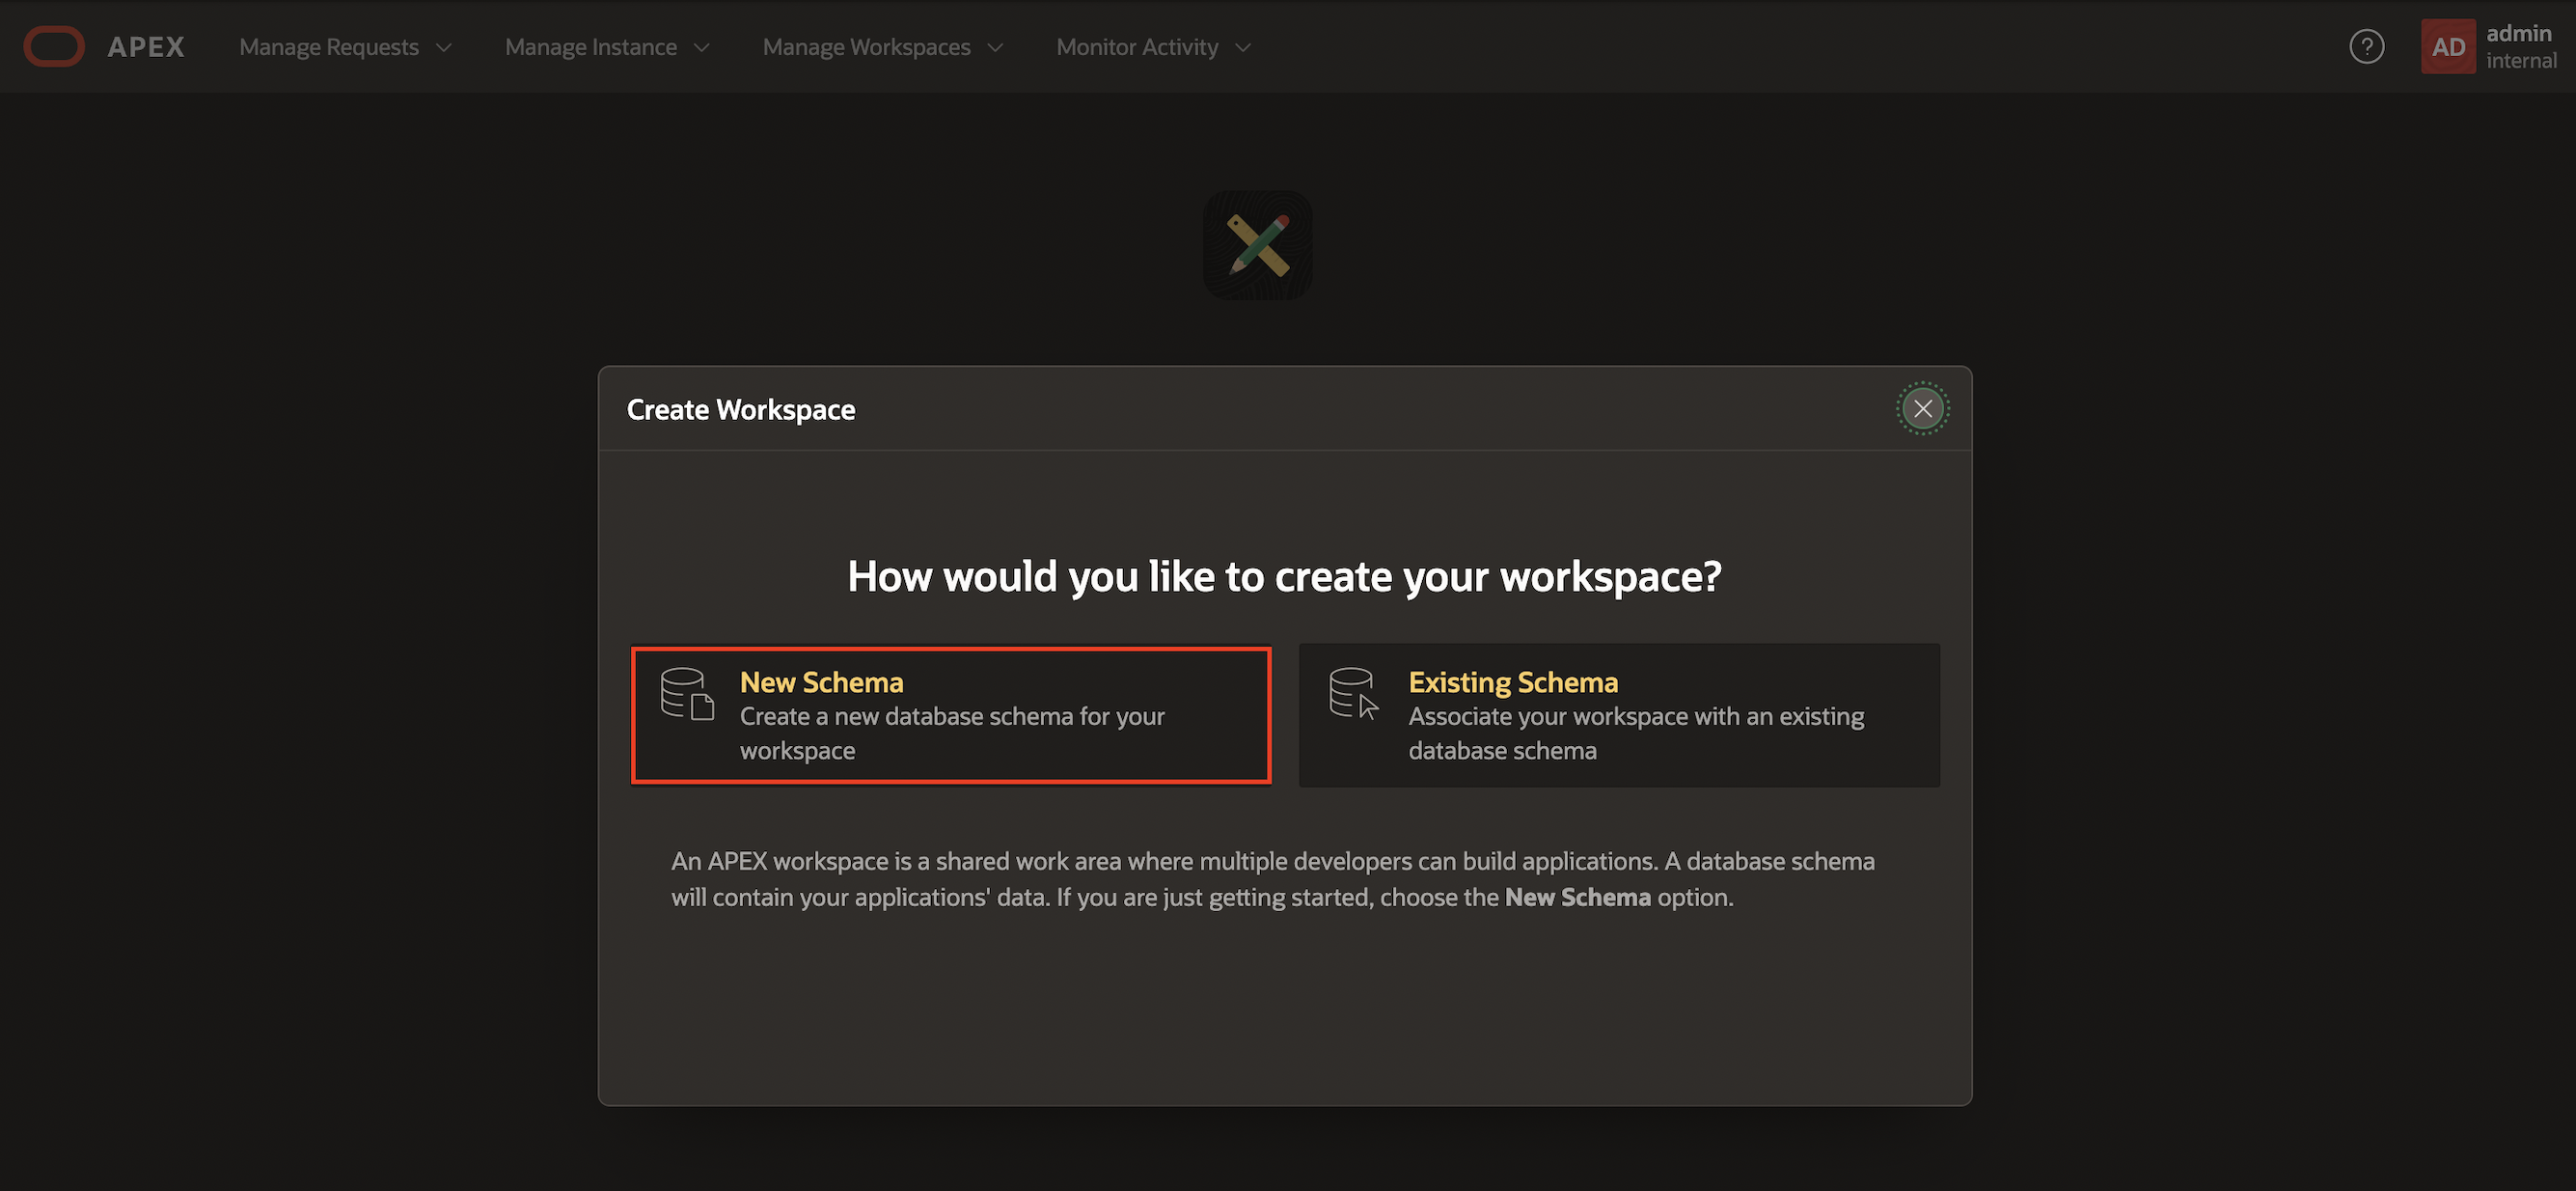 APEX Manage Requests Manage Instance Manage Workspaces Monitor Activity ? AD admin
internal
Create Workspace
How would you like to create your workspace?
New Schema
Create a new database schema for your
workspace
Existing Schema
Associate your workspace with an existing
database schema
An APEX workspace is a shared work area where multiple developers can build applications. A database schema
will contain your applications' data. If you are just getting started, choose the New Schema option.